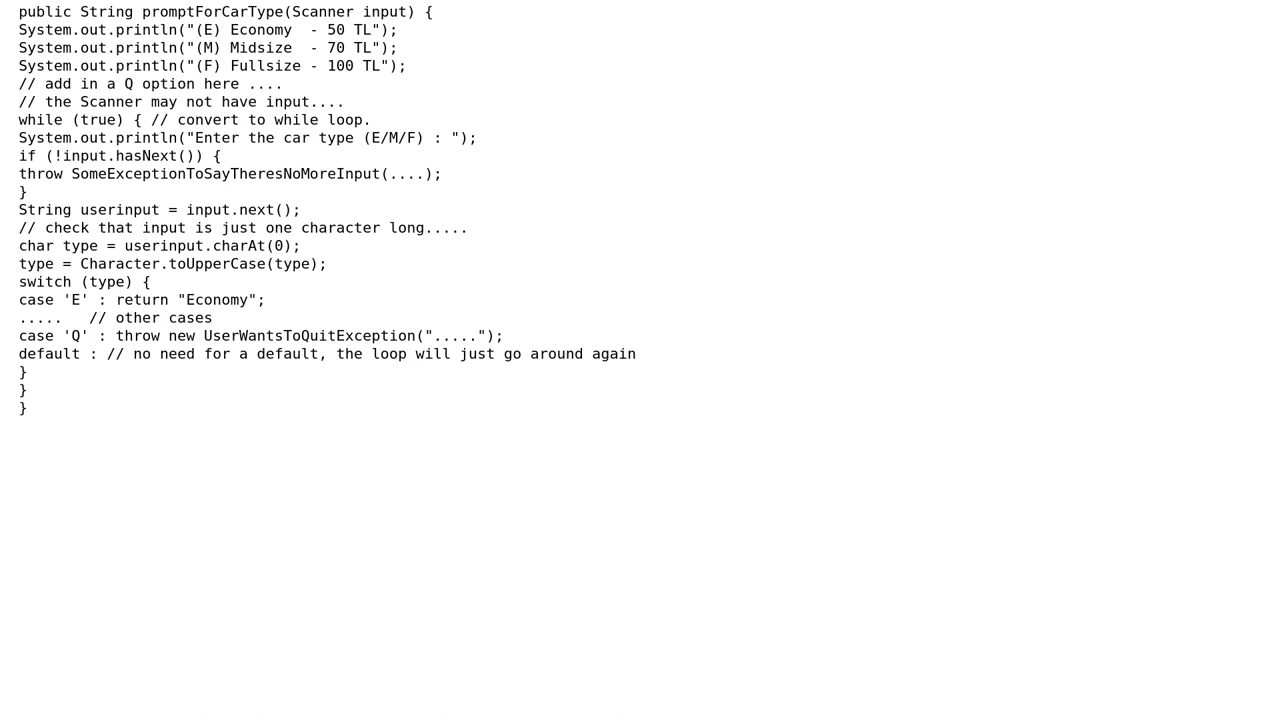 public String promptForCarType(Scanner input) {
System.out.println("(E) Economy  - 50 TL");
System.out.println("(M) Midsize  - 70 TL");
System.out.println("(F) Fullsize - 100 TL");
// add in a Q option here ....
// the Scanner may not have input....
while (true) { // convert to while loop.
System.out.println("Enter the car type (E/M/F) : ");
if (!input.hasNext()) {
throw SomeExceptionToSayTheresNoMoreInput(....);
}
String userinput = input.next();
// check that input is just one character long.....
char type = userinput.charAt(0);
type = Character.toUpperCase(type);
switch (type) {
case 'E' : return "Economy";
.....   // other cases
case 'Q' : throw new UserWantsToQuitException(".....");
default : // no need for a default, the loop will just go around again
}
}
}